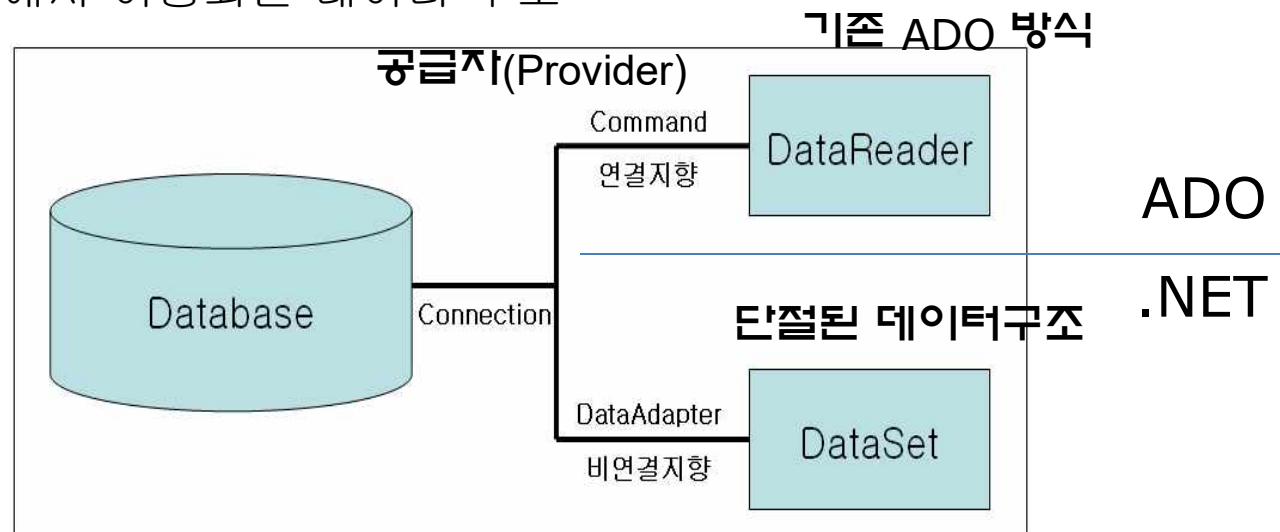 기존 ADO 방식
공급자(Provider)
Command
연결지향
DataReader
ADO
.NET
Database
Connection
단절된 데이터구조
DataAdapter
비연결지향
DataSet